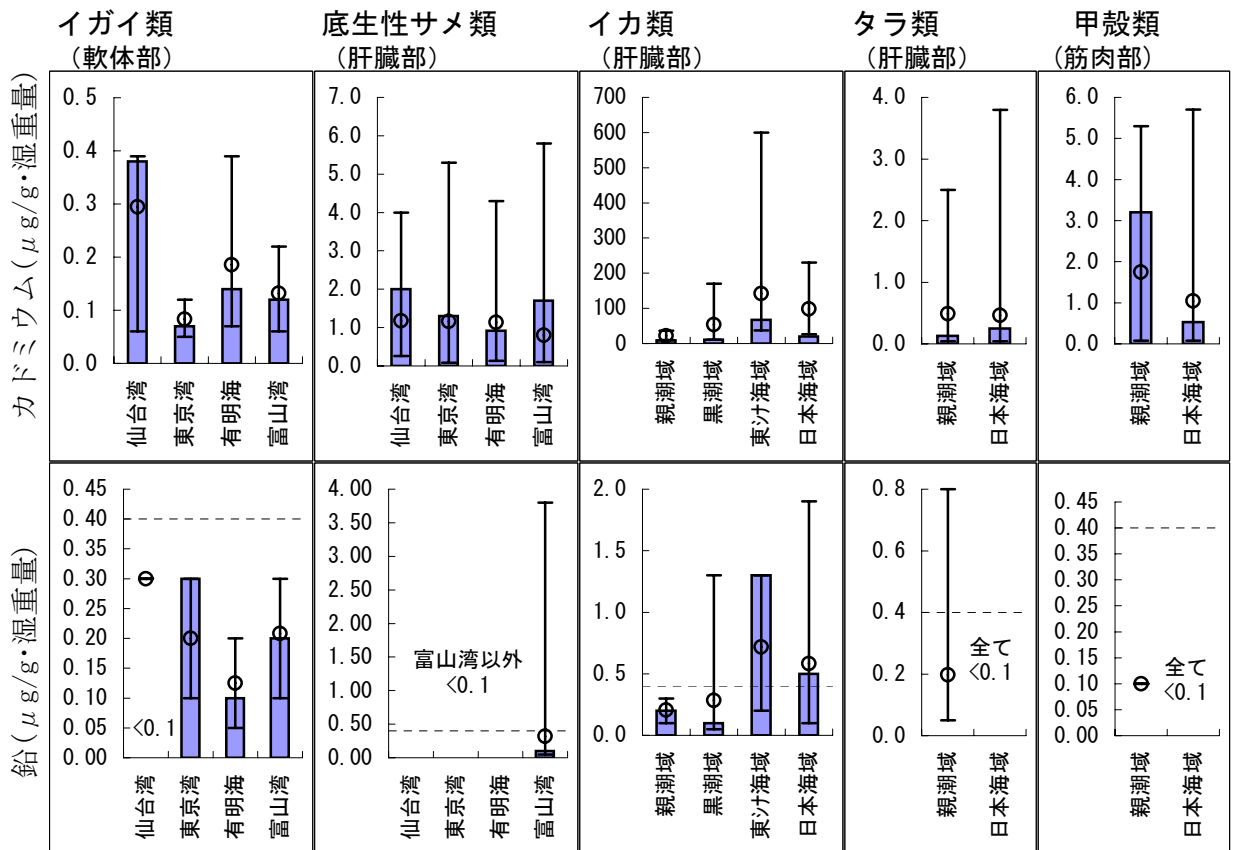 イガイ類
(軟体部)
底生性サメ類
(肝臓部)
イカ類
(肝臓部)
タラ類
(肝臓部)
甲殻類
(筋肉部)
カドミウム(μg/g・湿重量)
0.5
0.4
0.3
0.2
0.1
0.0
仙台湾
東京湾
有明海
富山湾
7.0
6.0
5.0
4.0
3.0
2.0
1.0
0.0
仙台湾
東京湾
有明海
富山湾
700
600
500
400
300
200
100
0
親潮域
黒潮域
東シナ海域
日本海域
4.0
3.0
2.0
1.0
0.0
親潮域
日本海域
6.0
5.0
4.0
3.0
2.0
1.0
0.0
親潮域
日本海域
鉛(μg/g・湿重量)
0.45
0.40
0.35
0.30
0.25
0.20
0.15
0.10
0.05
0.00
<0.1
仙台湾
東京湾
有明海
富山湾
4.00
3.50
3.00
2.50
2.00
1.50
1.00
0.50
0.00
富山湾以外
<0.1
仙台湾
東京湾
有明海
富山湾
2.0
1.5
1.0
0.5
0.0
親潮域
黒潮域
東シナ海域
日本海域
0.8
0.6
0.4
0.2
0.0
全て
<0.1
親潮域
日本海域
0.45
0.40
0.35
0.30
0.25
0.20
0.15
0.10
0.05
0.00
全て
<0.1
親潮域
日本海域